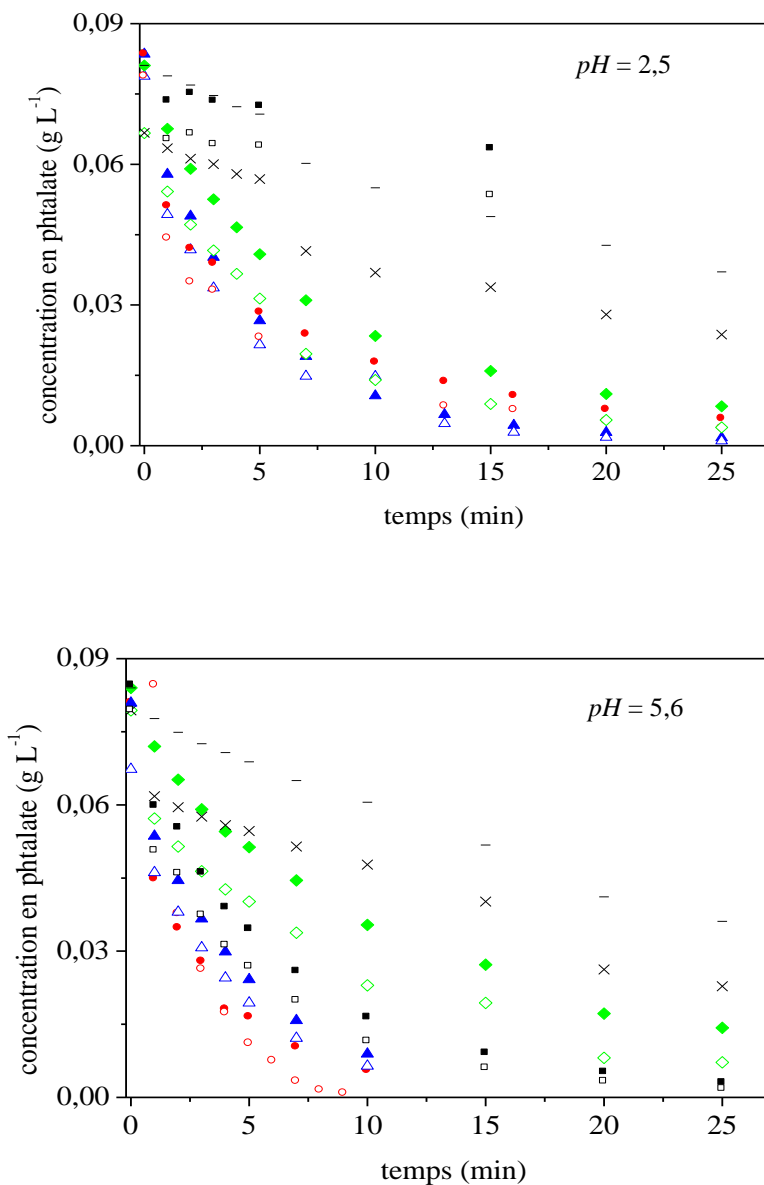 0,09
pH = 2,5
0,06
0,03
0,00
concentration en phtalate (g L⁻¹)
0 5 10 15 20 25
temps (min)
0,09
pH = 5,6
0,06
0,03
0,00
concentration en phtalate (g L⁻¹)
0 5 10 15 20 25
temps (min)